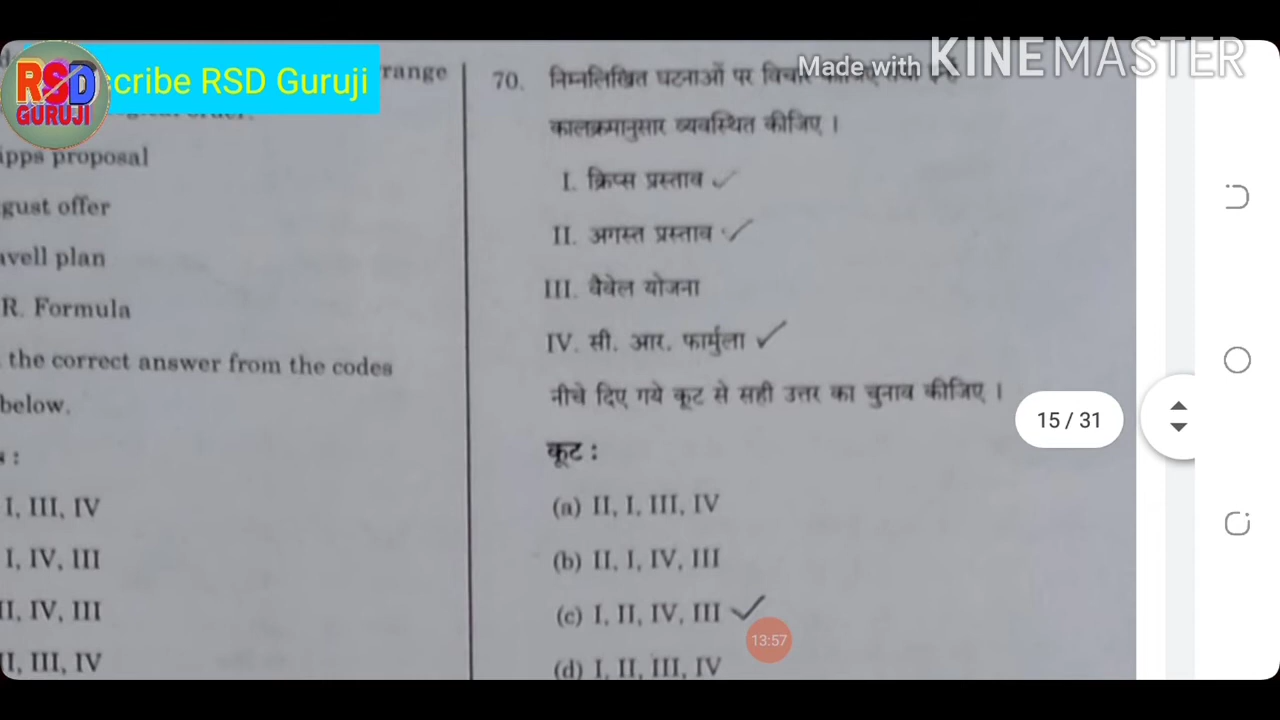 RSD
GURUJI
cribe RSD Guruji
Made with KINEMASTER
range
ipps proposal
gust offer
avell plan
R. Formula
the correct answer from the codes
below.
s :
I, III, IV
I, IV, III
II, IV, III
I, III, IV
70. निम्नलिखित घटनाओं पर विचार
कालक्रमानुसार व्यवस्थित कीजिए ।
I. क्रिप्स प्रस्ताव
II. अगस्त प्रस्ताव
III. वैवेल योजना
IV. सी. आर. फार्मुला
नीचे दिए गये कूट से सही उत्तर का चुनाव कीजिए ।
कूट :
(a) II, I, III, IV
(b) II, I, IV, III
(c) I, II, IV, III
(d) I, II, III, IV
15 / 31
13:57